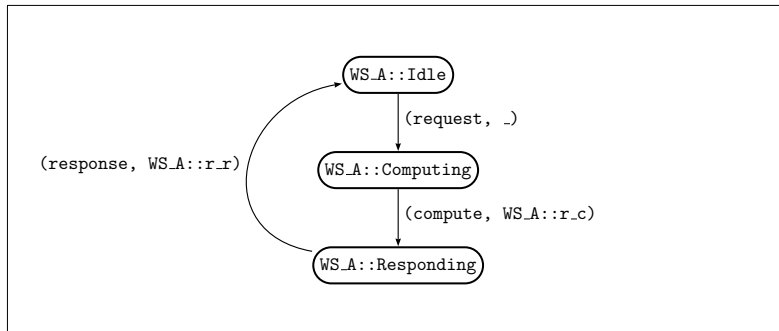 WS_A::Idle
(request, _)
(response, WS_A::r_r)
WS_A::Computing
(compute, WS_A::r_c)
WS_A::Responding